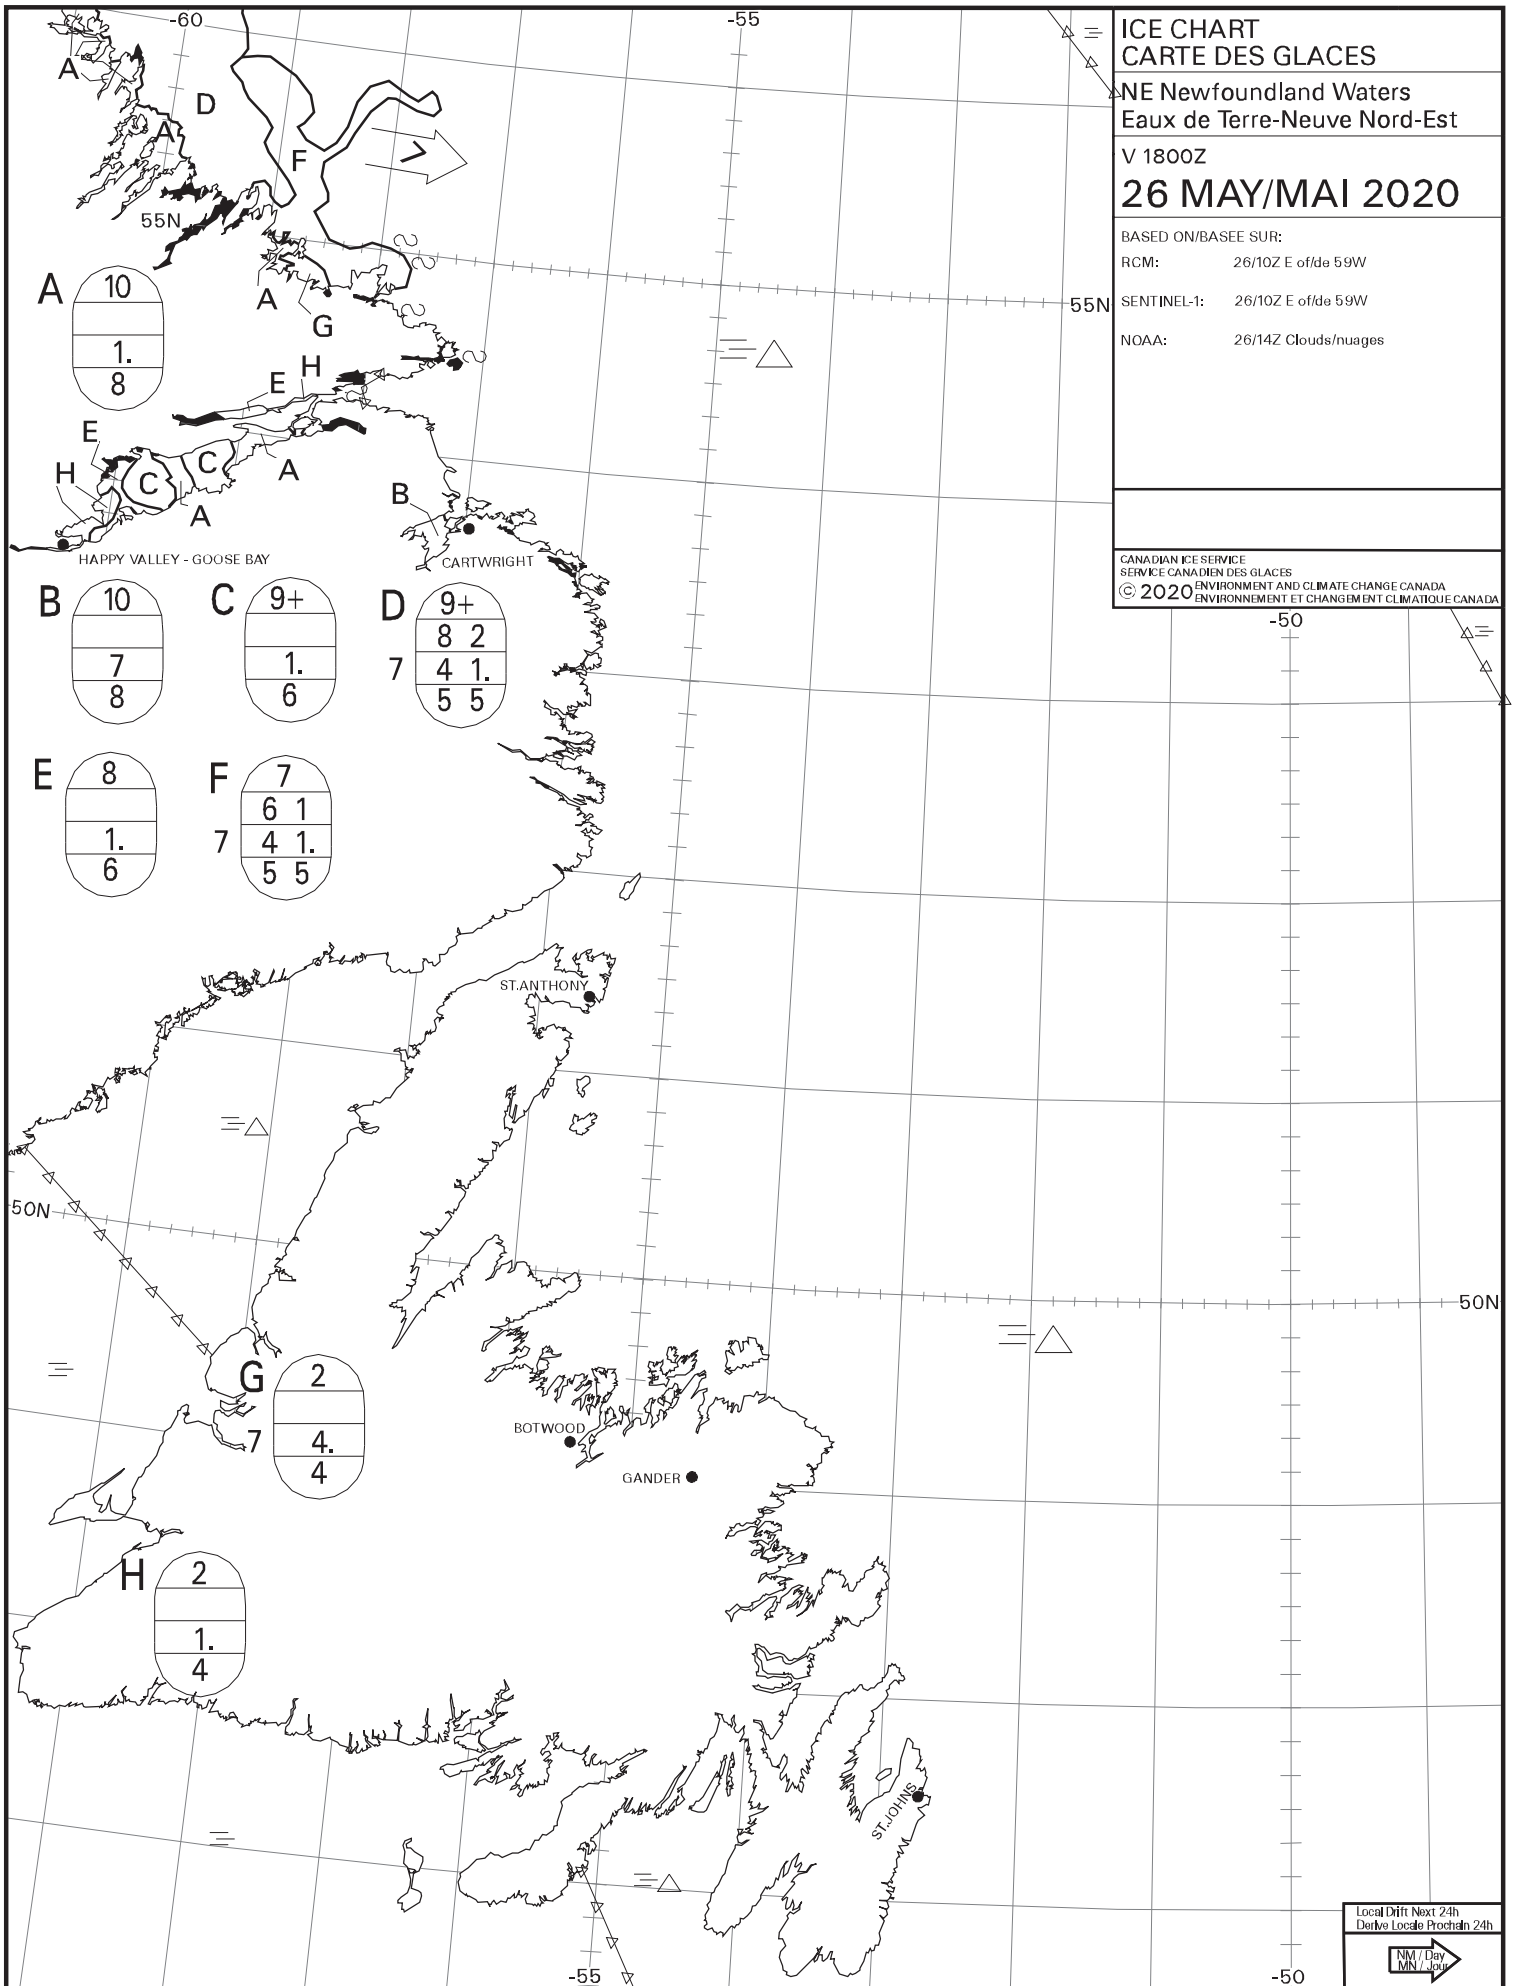 -60
-55
ICE CHART
CARTE DES GLACES
NE Newfoundland Waters
Eaux de Terre-Neuve Nord-Est
V 1800Z
26 MAY/MAI 2020
BASED ON/BASEE SUR:
RCM: 26/10Z E of/de 59W
SENTINEL-1: 26/10Z E of/de 59W
NOAA: 26/14Z Clouds/nuages
CANADIAN ICE SERVICE
SERVICE CANADIEN DES GLACES
© 2020 ENVIRONMENT AND CLIMATE CHANGE CANADA
ENVIRONNEMENT ET CHANGEMENT CLIMATIQUE CANADA
A
D
A
F
55N
A
G
55N
A
10
1.
8
H
E
E
C
C
A
H
A
B
HAPPY VALLEY - GOOSE BAY
CARTWRIGHT
B
10
7
8
C
9+
1.
6
D
9+
8 2
7 4 1.
5 5
-50
E
8
1.
6
F
7
6 1
7 4 1.
5 5
ST.ANTHONY
50N
50N
G
2
7 4.
4
BOTWOOD
GANDER
H
2
1.
4
ST.JOHNS
Local Drift Next 24h
Derive Locale Prochain 24h
NM / Day
MN / Jour
-55
-50